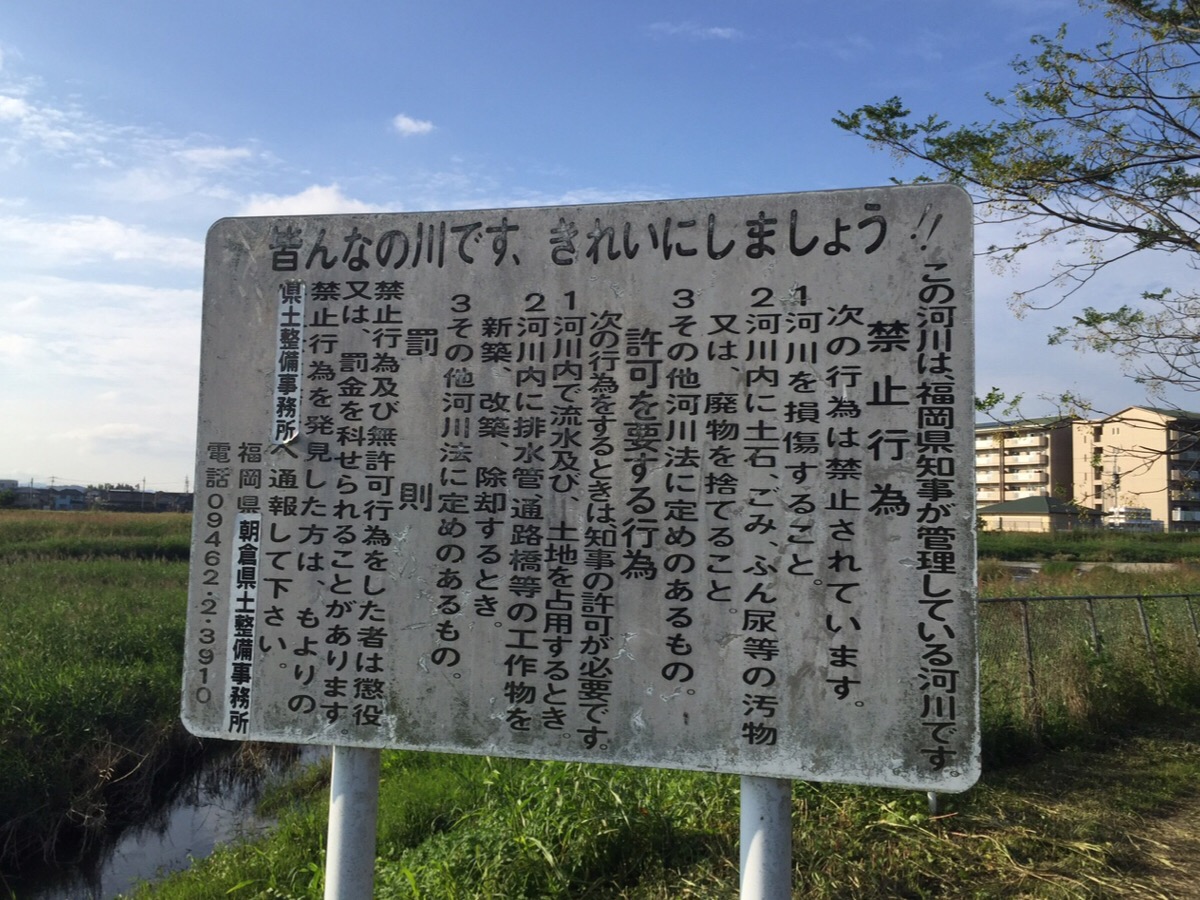 皆んなの川です、きれいにしましょう!!
この河川は、福岡県知事が管理している河川です。
禁止行為
次の行為は禁止されています。
1河川を損傷すること。
2河川内に土石、ごみ、ふん尿等の汚物
又は、廃物を捨てること。
3その他河川法に定めのあるもの。
許可を要する行為
次の行為をするときは、知事の許可が必要です。
1河川内で流水及び、土地を占用するとき。
2河川内に排水管、通路橋等の工作物を
新築、改築、除却するとき。
3その他河川法に定めのあるもの。
罰則
禁止行為及び無許可行為をした者は懲役
又は、罰金を科せられることがあります。
禁止行為を発見した方は、もよりの
県土整備事務所へ通報して下さい。
福岡県朝倉県土整備事務所
電話09462-2-3910